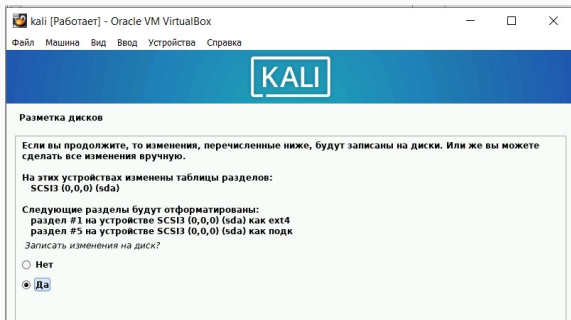 kali [Работает] - Oracle VM VirtualBox
Файл Машина Вид Ввод Устройства Справка
KALI
Разметка дисков
Если вы продолжите, то изменения, перечисленные ниже, будут записаны на диски. Или же вы можете
сделать все изменения вручную.
На этих устройствах изменены таблицы разделов:
SCSI3 (0,0,0) (sda)
Следующие разделы будут отформатированы:
раздел #1 на устройстве SCSI3 (0,0,0) (sda) как ext4
раздел #5 на устройстве SCSI3 (0,0,0) (sda) как подк
Записать изменения на диск?
Нет
Да